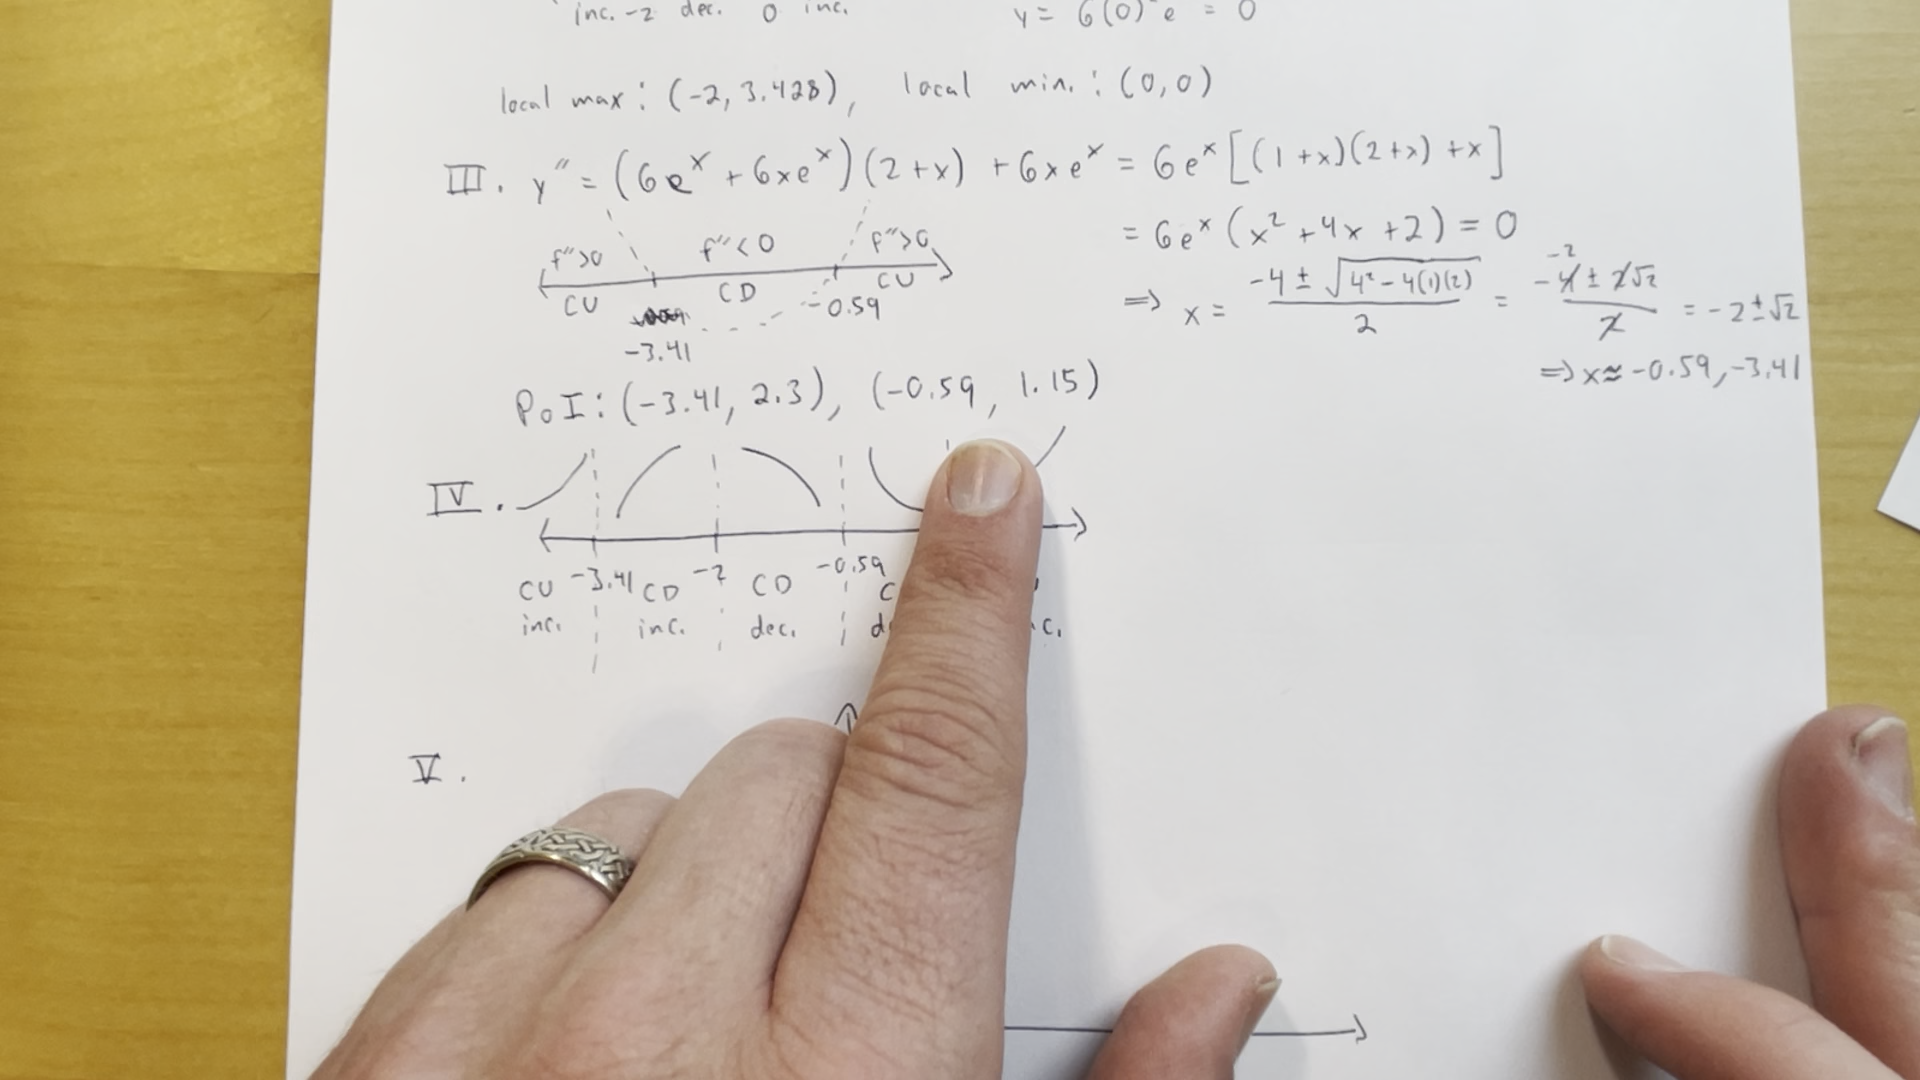 inc. -2 dec. 0 inc. y = 6(0) e = 0
local max: (-2, 3.428), local min.: (0,0)
III. y″ = (6e^x + 6xe^x)(2+x) + 6xe^x = 6e^x[(1+x)(2+x)+x]
= 6e^x(x²+4x+2) = 0
f″>0 f″<0 f″>0
CU CD CU
-3.41 -0.59
⇒ x = (-4 ± √(4²-4(1)(2)))/2 = (-4 ± 2√2)/2 = -2±√2
-2
⇒ x ≈ -0.59, -3.41
PoI: (-3.41, 2.3), (-0.59, 1.15)
IV.
CU -3.41 CD -2 CD -0.59 C
inc. inc. dec. d c.
V.